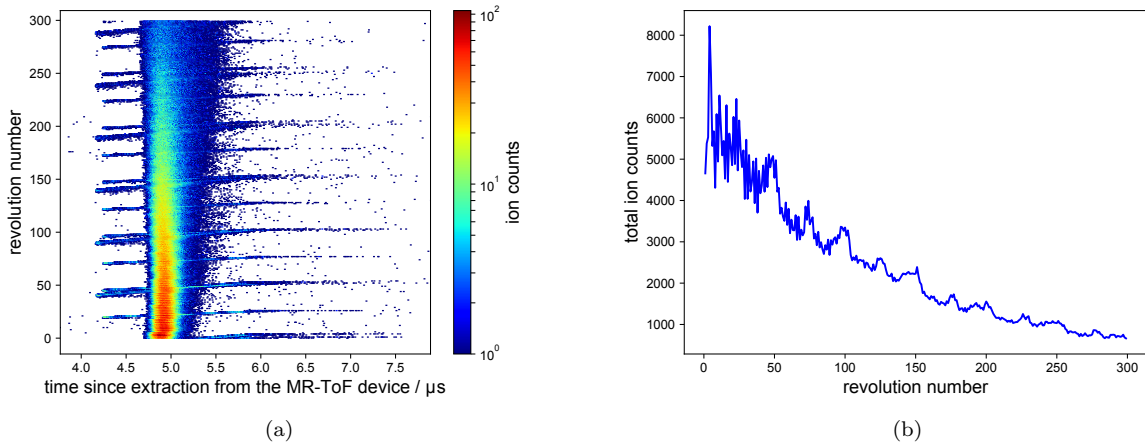 300
250
200
150
100
50
0
revolution number
4.0 4.5 5.0 5.5 6.0 6.5 7.0 7.5
time since extraction from the MR-ToF device / µs
10²
10¹
10⁰
ion counts
(a)
8000
7000
6000
5000
4000
3000
2000
1000
total ion counts
0 50 100 150 200 250 300
revolution number
(b)